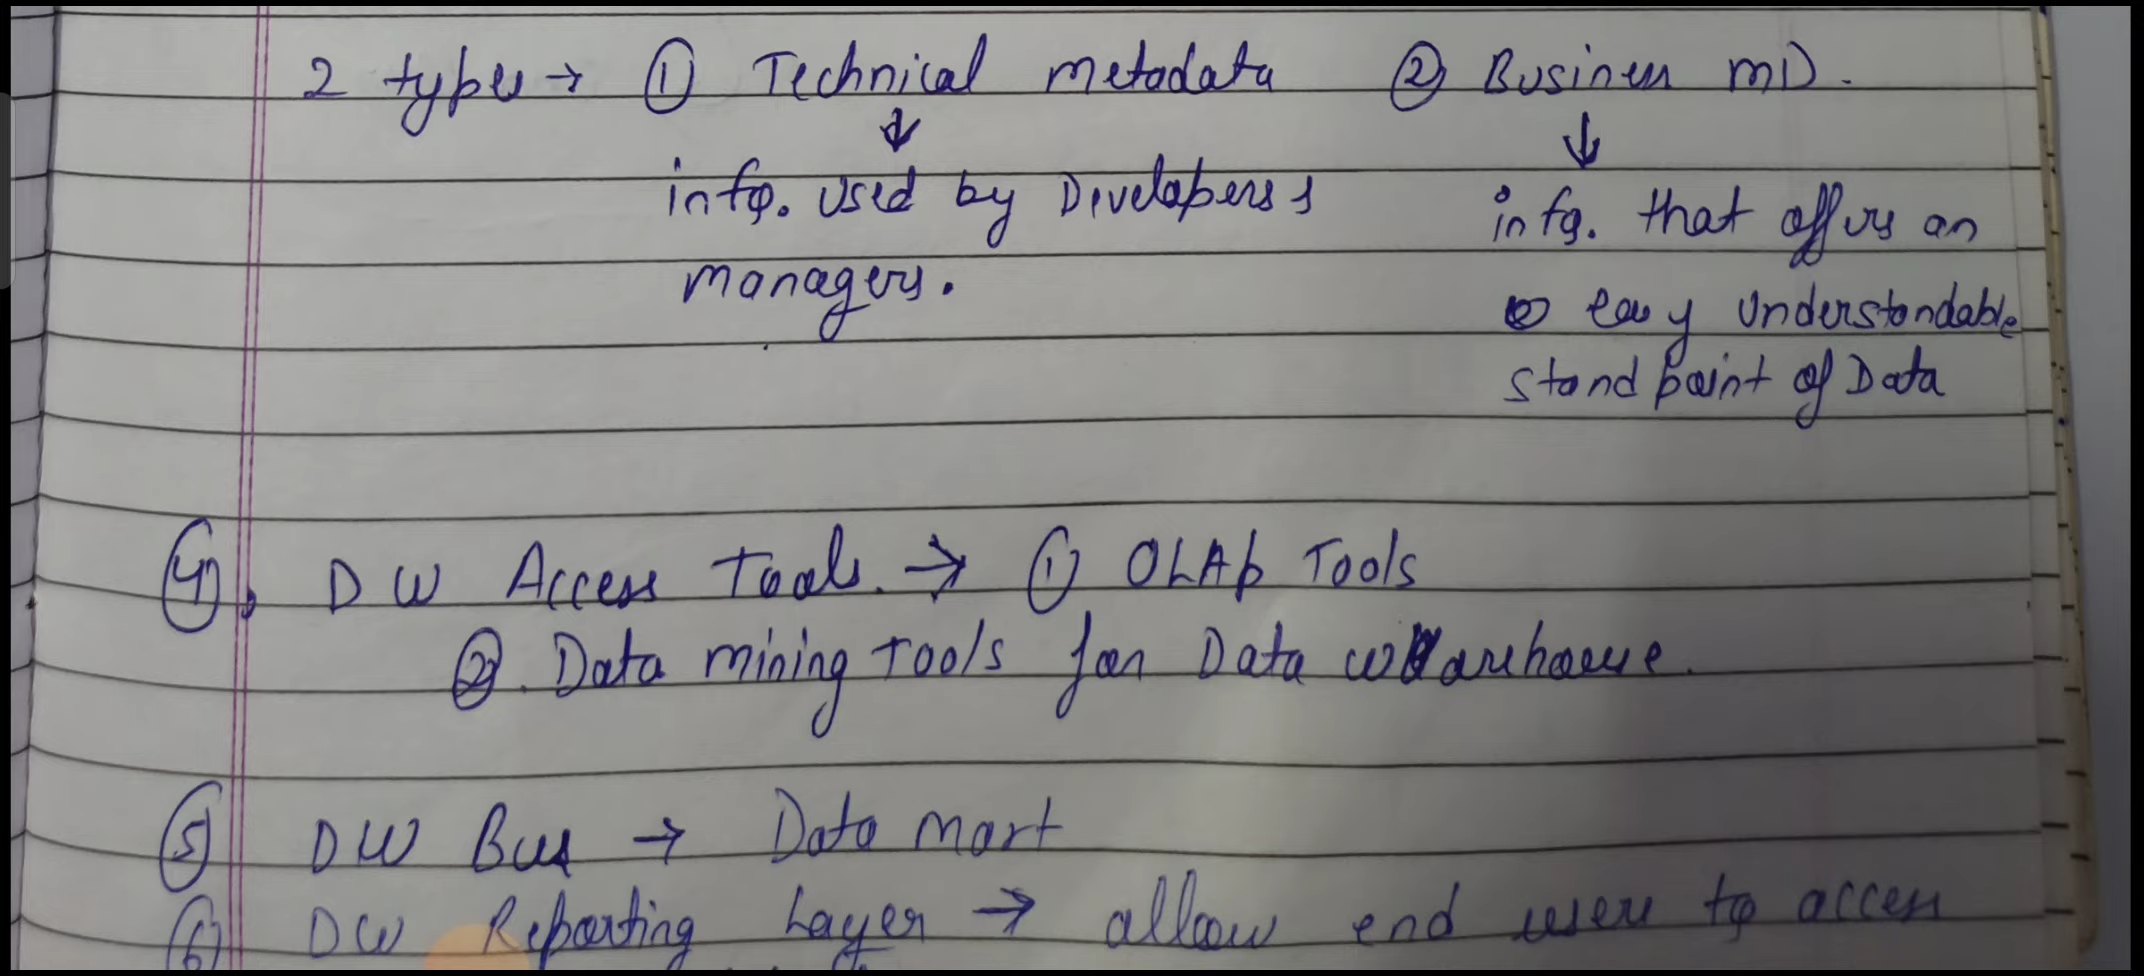 2 types → ① Technical metadata ② Business MD.
↓ ↓
info. used by Developers &
managers.
info. that offers an
easy understandable
stand point of Data
④. DW Access Tools. → ① OLAP Tools
②. Data mining Tools for Data warehouse.
⑤ DW Bus → Data Mart
⑥ DW Reporting Layer → allow end users to access